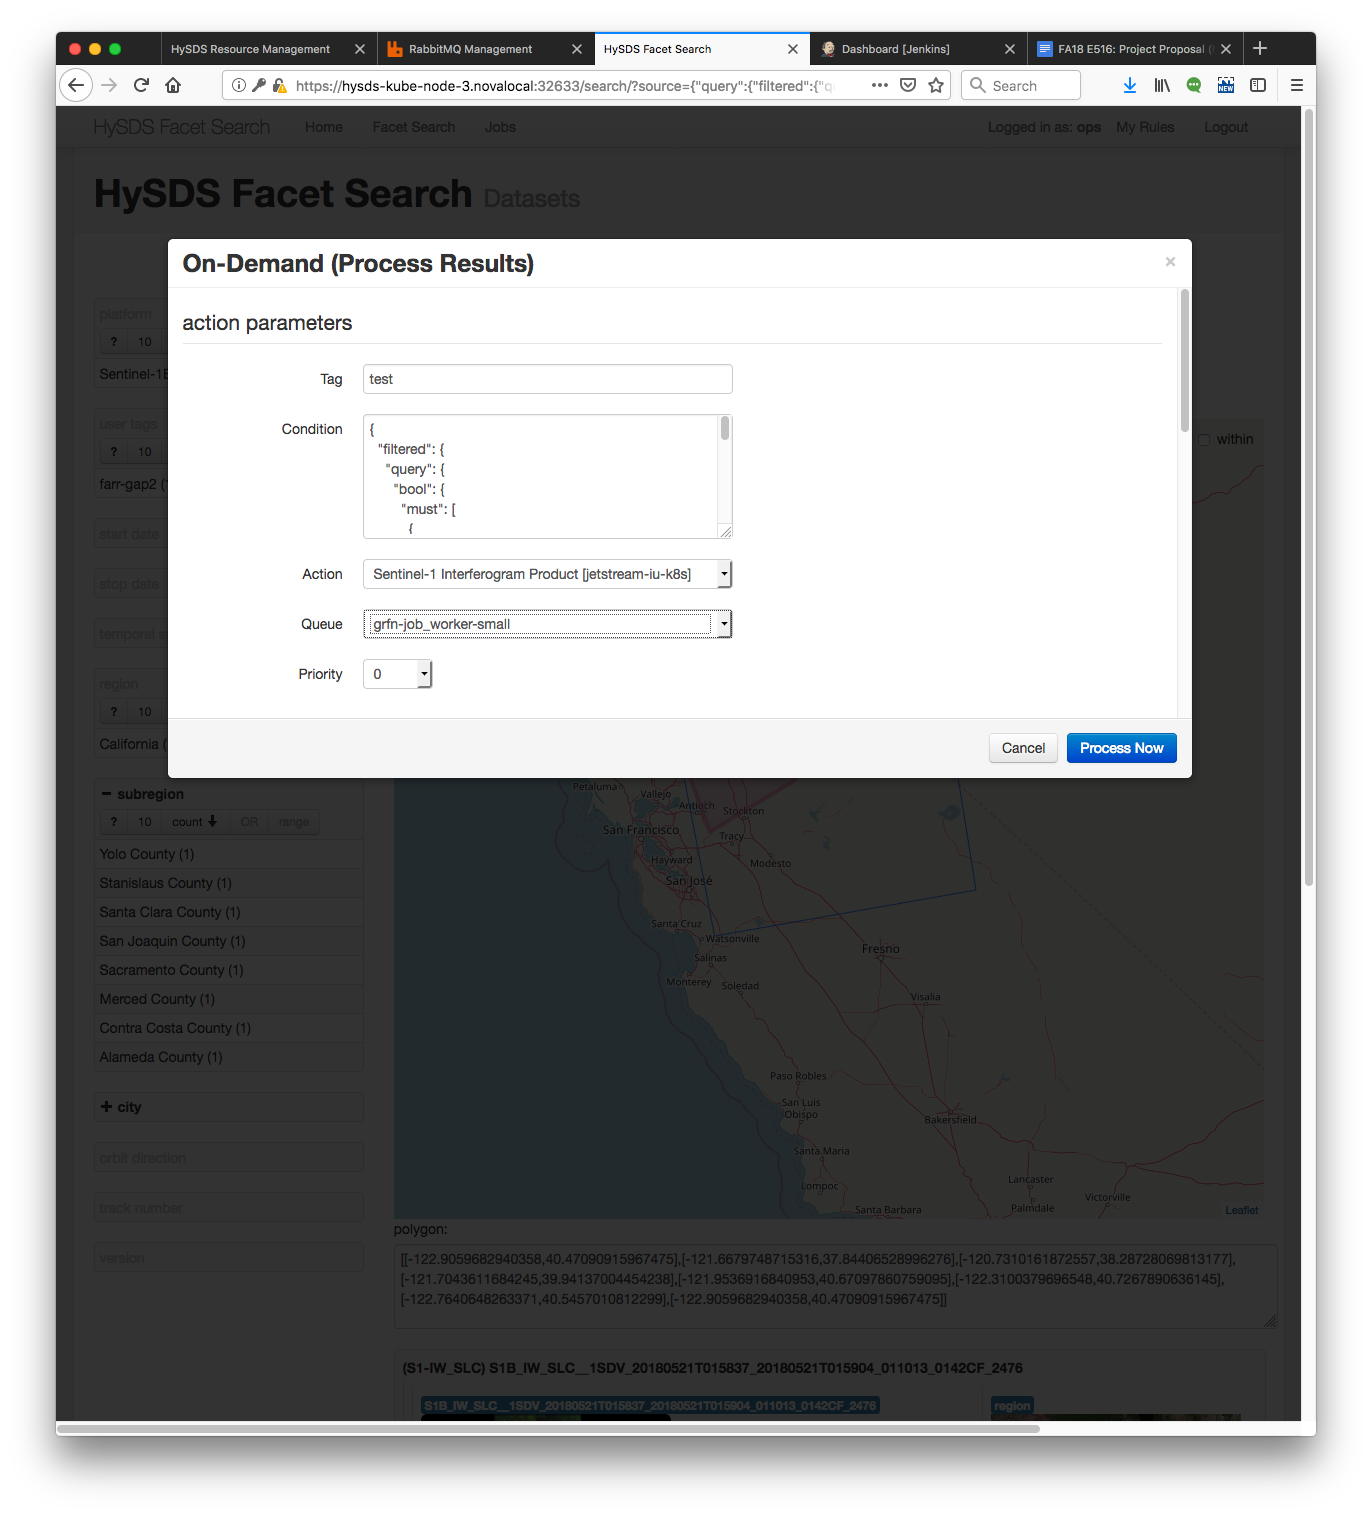 HySDS Resource Management
RabbitMQ Management
HySDS Facet Search
Dashboard [Jenkins]
FA18 E516: Project Proposal (
https://hysds-kube-node-3.novalocal:32633/search/?source={"query":{"filtered":{"qu
Search
NEW
HySDS Facet Search
Home
Facet Search
Jobs
Logged in as: ops
My Rules
Logout
HySDS Facet Search Datasets
On-Demand (Process Results)
×
action parameters
Tag
test
Condition
{
"filtered": {
"query": {
"bool": {
"must": [
{
Action
Sentinel-1 Interferogram Product [jetstream-iu-k8s]
Queue
grfn-job_worker-small
Priority
0
Cancel
Process Now
platform
? 10
Sentinel-1B
user tags
? 10
farr-gap2 (
start date
stop date
temporal
region
? 10
California (
within
subregion
? 10 count OR range
Yolo County (1)
Stanislaus County (1)
Santa Clara County (1)
San Joaquin County (1)
Sacramento County (1)
Merced County (1)
Contra Costa County (1)
Alameda County (1)
city
orbit direction
track number
version
Petaluma
Vallejo
Antioch
Stockton
San Francisco
Tracy
Hayward
Modesto
San José
Santa Cruz
Watsonville
Salinas
Fresno
Monterey
Soledad
Visalia
Paso Robles
San Luis
Obispo
Bakersfield
Santa Maria
Lompoc
Lancaster
Santa Barbara
Palmdale
Victorville
Leaflet
polygon:
[[-122.9059682940358,40.47090915967475],[-121.6679748715316,37.84406528996276],[-120.7310161872557,38.28728069813177],
[-121.7043611684245,39.94137004454238],[-121.9536916840953,40.67097860759095],[-122.3100379696548,40.7267890636145],
[-122.7640648263371,40.5457010812299],[-122.9059682940358,40.47090915967475]]
(S1-IW_SLC) S1B_IW_SLC__1SDV_20180521T015837_20180521T015904_011013_0142CF_2476
S1B_IW_SLC__1SDV_20180521T015837_20180521T015904_011013_0142CF_2476
region